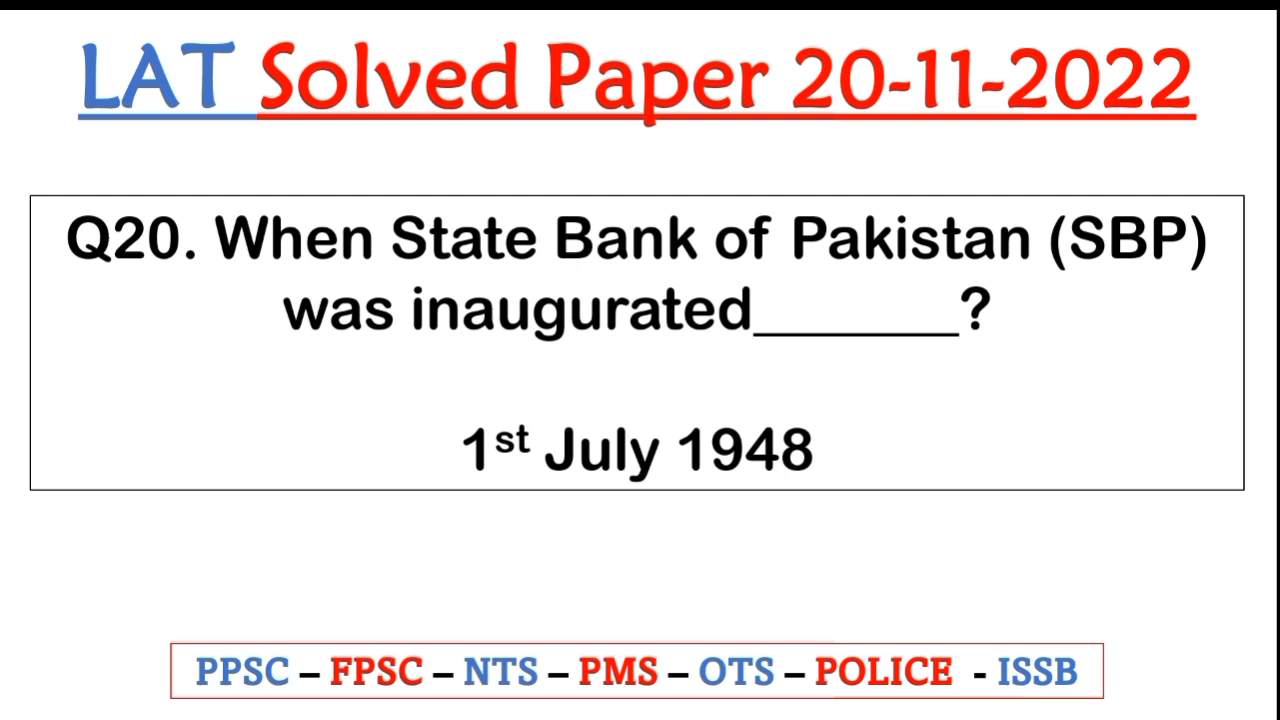 LAT Solved Paper 20-11-2022
Q20. When State Bank of Pakistan (SBP)
was inaugurated_______?
1st July 1948
PPSC – FPSC – NTS – PMS – OTS – POLICE - ISSB